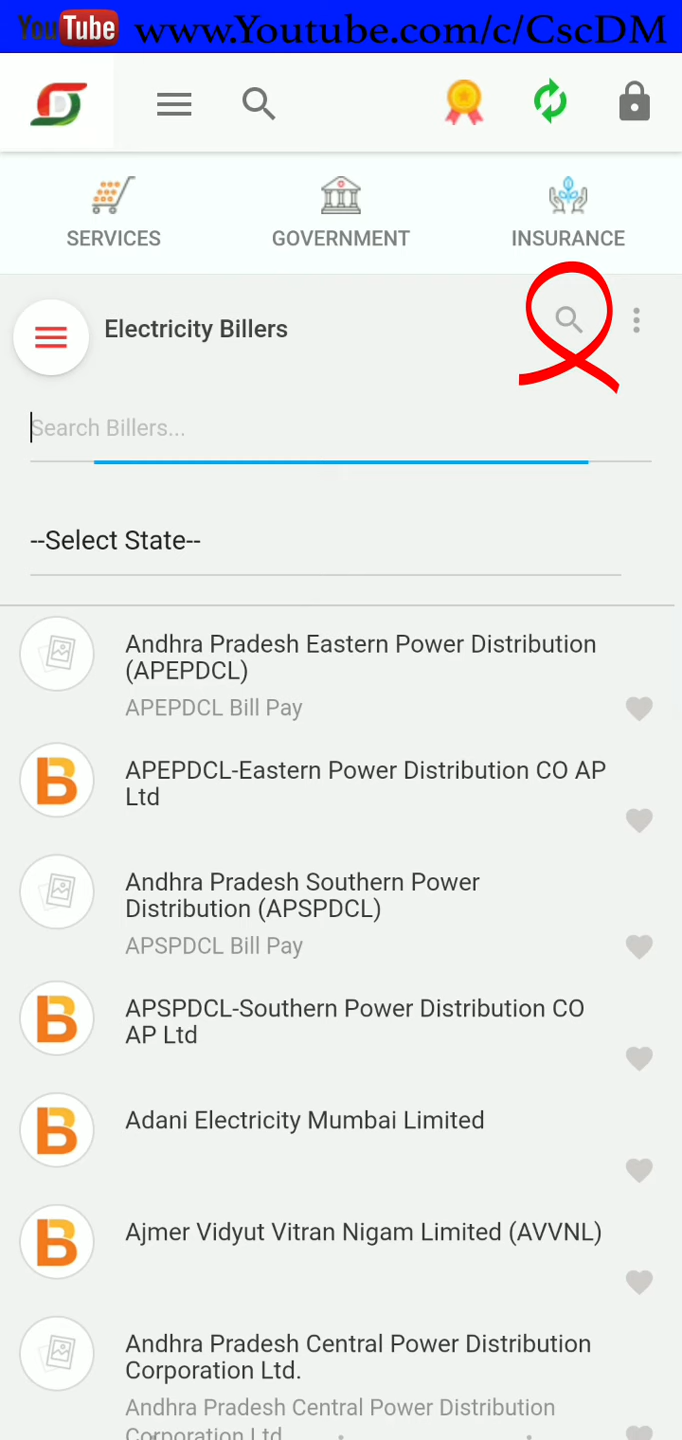 YouTube www.Youtube.com/c/CscDM
SERVICES GOVERNMENT INSURANCE
Electricity Billers
Search Billers...
--Select State--
Andhra Pradesh Eastern Power Distribution
(APEPDCL)
APEPDCL Bill Pay
APEPDCL-Eastern Power Distribution CO AP
Ltd
Andhra Pradesh Southern Power
Distribution (APSPDCL)
APSPDCL Bill Pay
APSPDCL-Southern Power Distribution CO
AP Ltd
Adani Electricity Mumbai Limited
Ajmer Vidyut Vitran Nigam Limited (AVVNL)
Andhra Pradesh Central Power Distribution
Corporation Ltd.
Andhra Pradesh Central Power Distribution
Corporation Ltd